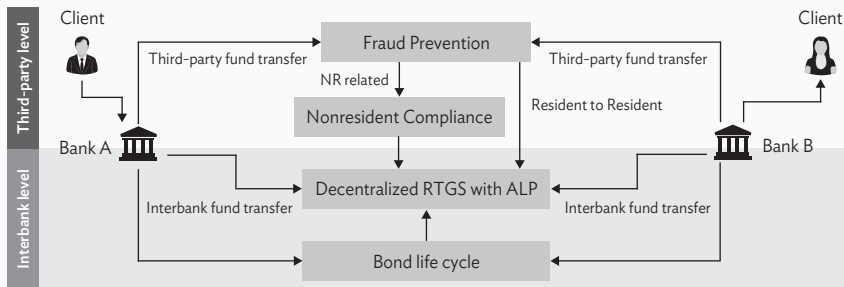 Third-party level
Client
Client
Fraud Prevention
Third-party fund transfer
Third-party fund transfer
NR related
Resident to Resident
Nonresident Compliance
Bank A
Bank B
Interbank level
Decentralized RTGS with ALP
Interbank fund transfer
Interbank fund transfer
Bond life cycle